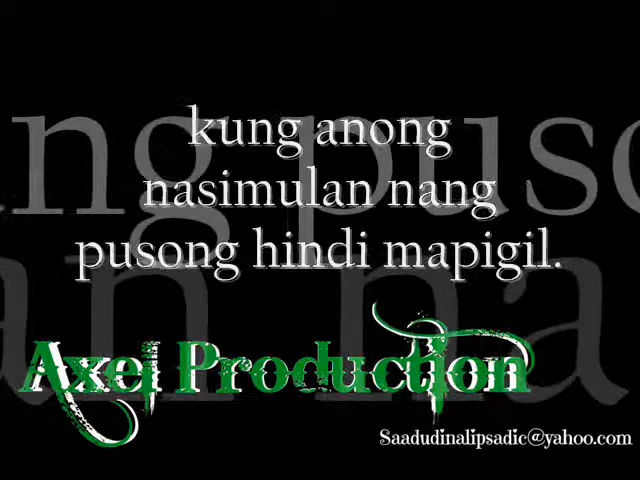 kung anong
nasimulan nang
pusong hindi mapigil.
Axel Production
Saadudinalipsadic@yahoo.com